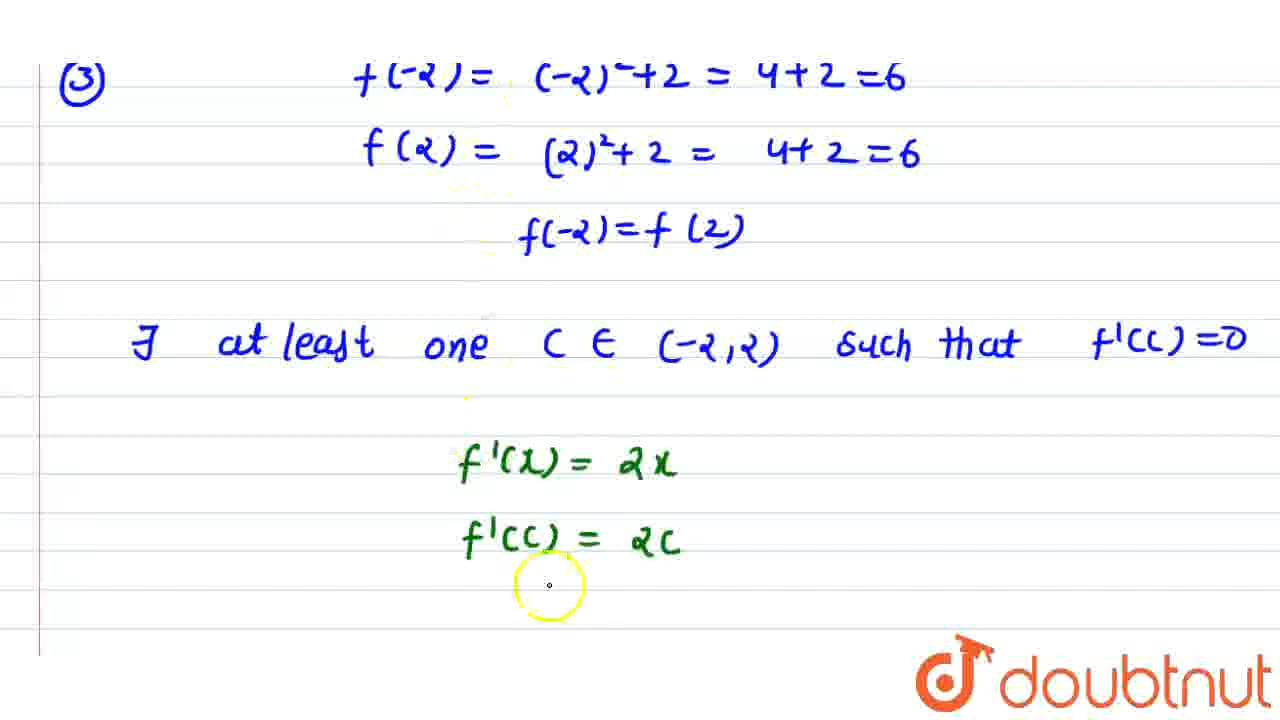 ③ f(-2) = (-2)²+2 = 4+2 = 6
f(2) = (2)²+2 = 4+2 = 6
f(-2) = f(2)
∃ at least one C ∈ (-2,2) such that f'(C) = 0
f'(x) = 2x
f'(C) = 2C
doubtnut